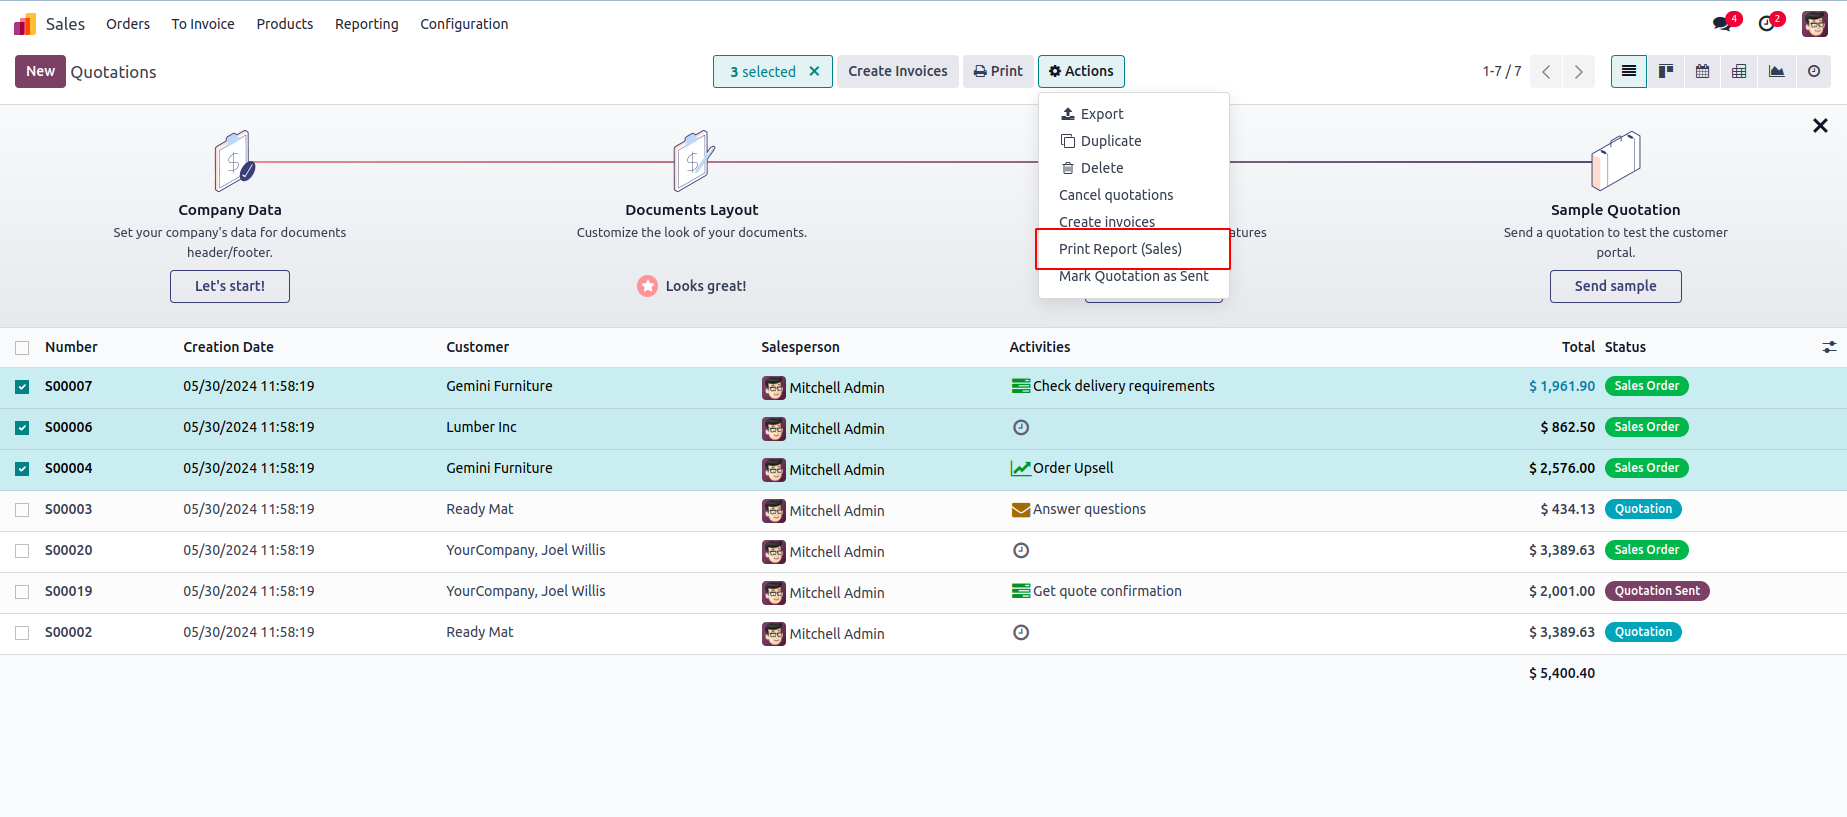 Sales Orders To Invoice Products Reporting Configuration 4 2
New Quotations 3 selected × Create Invoices Print Actions 1-7 / 7
Export
Duplicate
Delete
Cancel quotations
Create invoices
Print Report (Sales)
Mark Quotation as Sent
Company Data
Set your company's data for documents
header/footer.
Let's start!
Documents Layout
Customize the look of your documents.
Looks great!
atures
Sample Quotation
Send a quotation to test the customer
portal.
Send sample
Number Creation Date Customer Salesperson Activities Total Status
S00007 05/30/2024 11:58:19 Gemini Furniture Mitchell Admin Check delivery requirements $ 1,961.90 Sales Order
S00006 05/30/2024 11:58:19 Lumber Inc Mitchell Admin $ 862.50 Sales Order
S00004 05/30/2024 11:58:19 Gemini Furniture Mitchell Admin Order Upsell $ 2,576.00 Sales Order
S00003 05/30/2024 11:58:19 Ready Mat Mitchell Admin Answer questions $ 434.13 Quotation
S00020 05/30/2024 11:58:19 YourCompany, Joel Willis Mitchell Admin $ 3,389.63 Sales Order
S00019 05/30/2024 11:58:19 YourCompany, Joel Willis Mitchell Admin Get quote confirmation $ 2,001.00 Quotation Sent
S00002 05/30/2024 11:58:19 Ready Mat Mitchell Admin $ 3,389.63 Quotation
$ 5,400.40